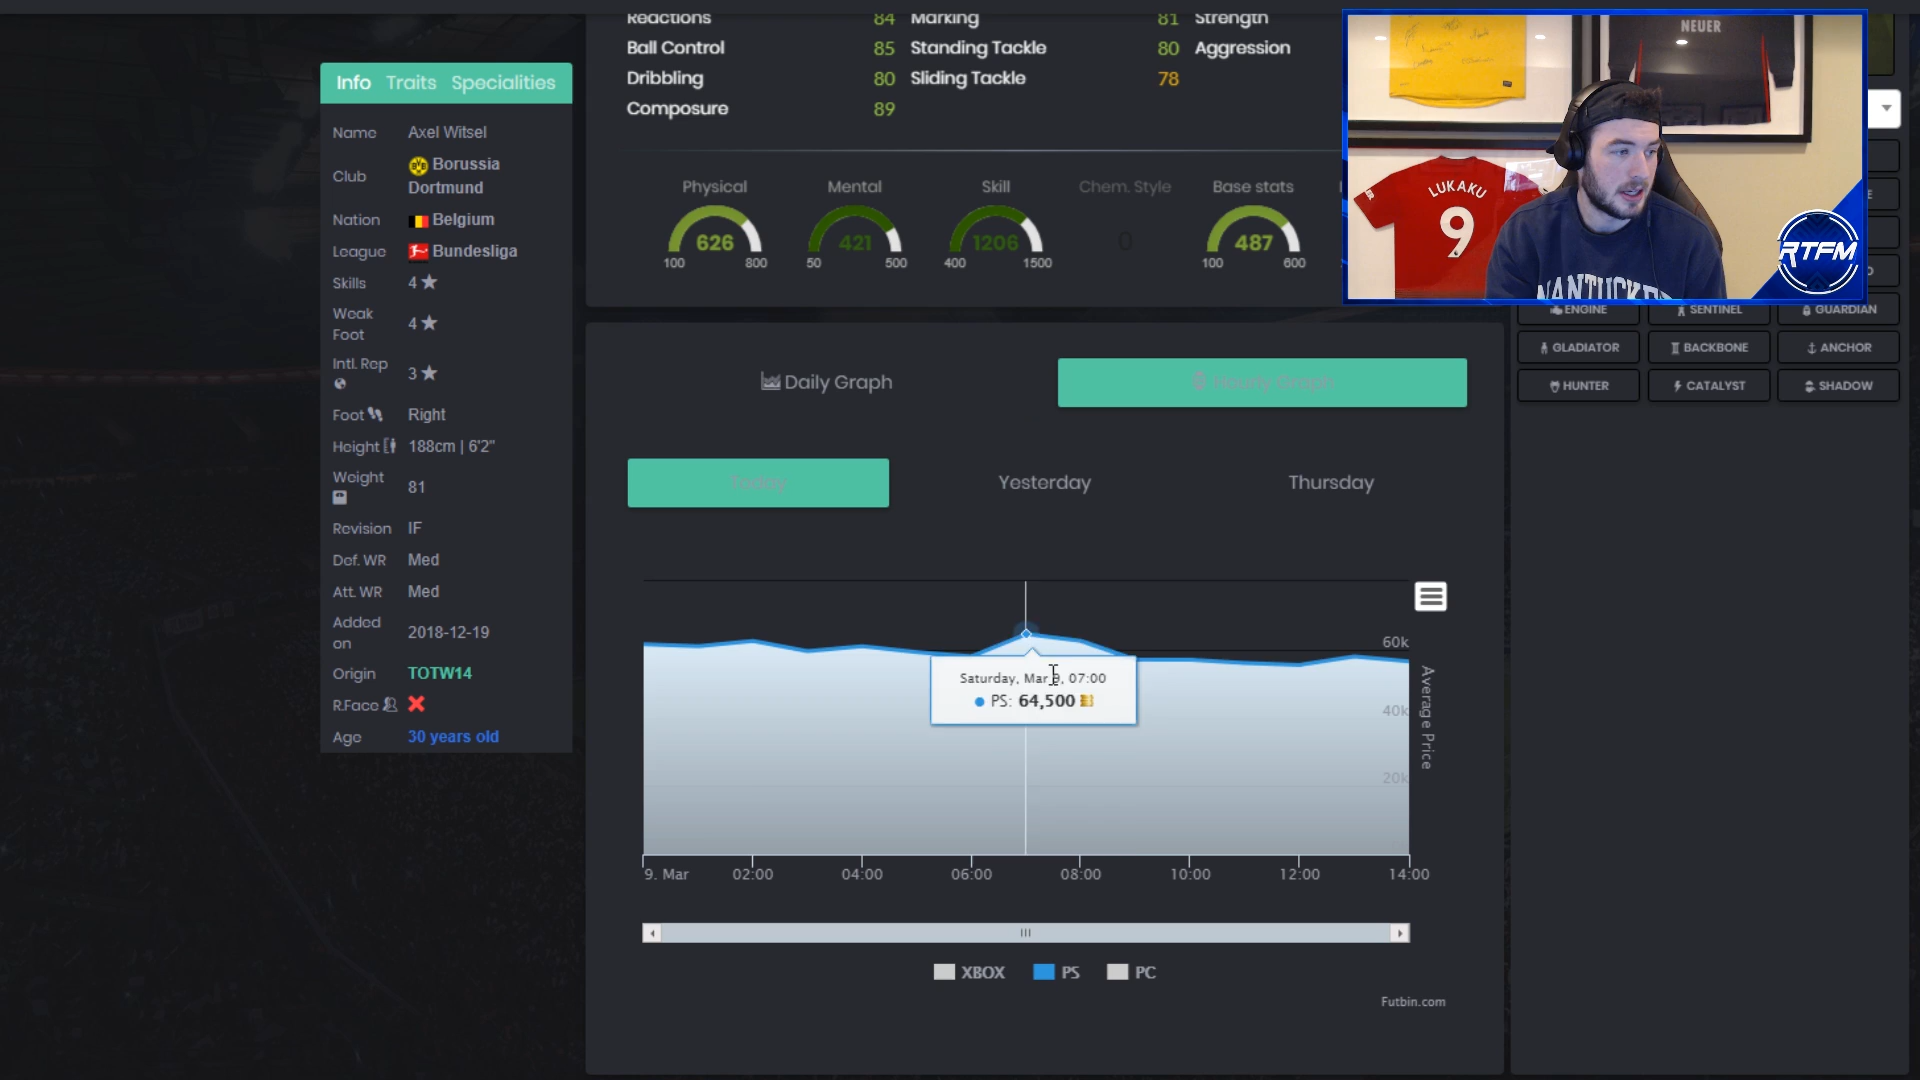 Reactions 84 Marking 81 Strength
Ball Control 85 Standing Tackle 80 Aggression
Dribbling 80 Sliding Tackle 78
Composure 89
Info Traits Specialities
Name Axel Witsel
Club Borussia Dortmund
Nation Belgium
League Bundesliga
Skills 4
Weak Foot 4
Intl. Rep 3
Foot Right
Height 188cm | 6'2"
Weight 81
Revision IF
Def. WR Med
Att. WR Med
Added on 2018-12-19
Origin TOTW14
R.Face
Age 30 years old
Physical Mental Skill Chem. Style Base stats
626 421 1206 0 487
100 800 50 500 400 1500 100 600
NEUER
LUKAKU
9
NANTUCKE
RTFM
ENGINE SENTINEL GUARDIAN
GLADIATOR BACKBONE ANCHOR
HUNTER CATALYST SHADOW
Daily Graph Hourly Graph
Today Yesterday Thursday
60k
40k
20k
Average Price
Saturday, Mar 9, 07:00
PS: 64,500
9. Mar 02:00 04:00 06:00 08:00 10:00 12:00 14:00
XBOX PS PC
Futbin.com